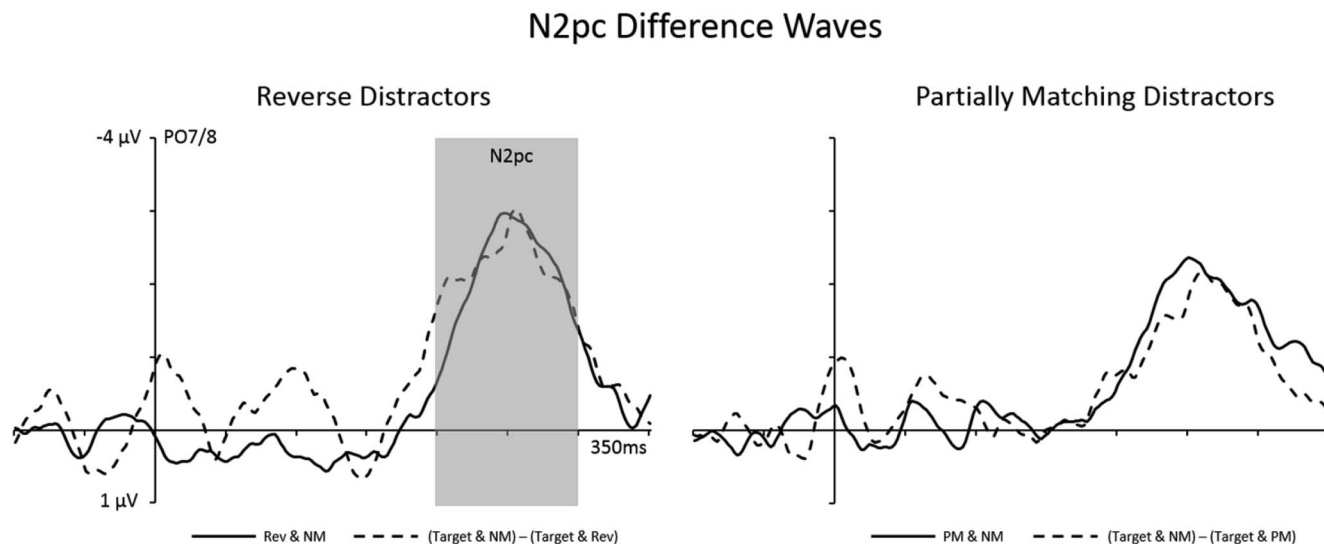 N2pc Difference Waves
Reverse Distractors
Partially Matching Distractors
-4 µV
PO7/8
N2pc
350ms
1 µV
Rev & NM
(Target & NM) – (Target & Rev)
PM & NM
(Target & NM) – (Target & PM)